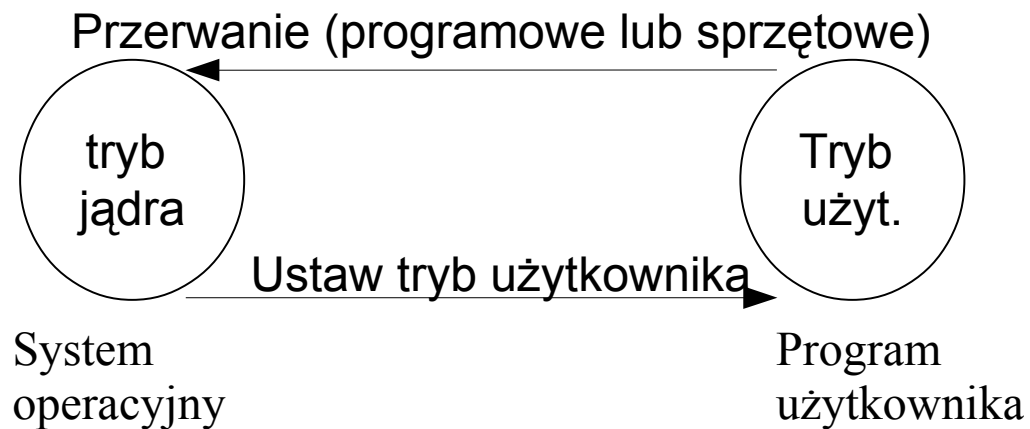 Przerwanie (programowe lub sprzętowe)
tryb
jądra
Tryb
użyt.
Ustaw tryb użytkownika
System
operacyjny
Program
użytkownika